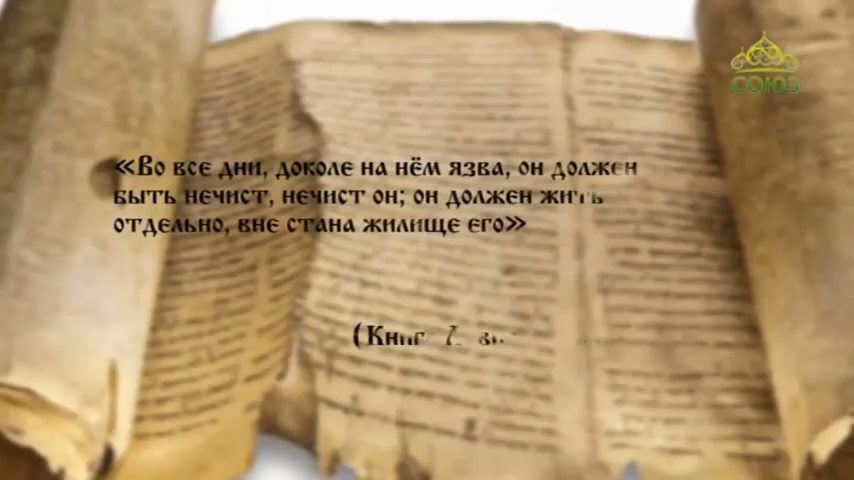 СОЮЗ
«Во все дни, доколе на нём язва, он должен
быть нечист, нечист он; он должен жить
отдельно, вне стана жилище его»